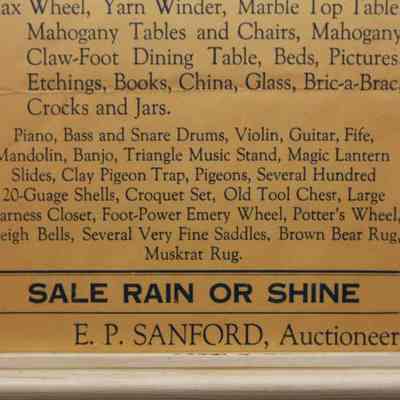 ax Wheel, Yarn Winder, Marble Top Table
Mahogany Tables and Chairs, Mahogany
Claw-Foot Dining Table, Beds, Pictures
Etchings, Books, China, Glass, Bric-a-Brac,
Crocks and Jars.
Piano, Bass and Snare Drums, Violin, Guitar, Fife,
Mandolin, Banjo, Triangle Music Stand, Magic Lantern
Slides, Clay Pigeon Trap, Pigeons, Several Hundred
20-Guage Shells, Croquet Set, Old Tool Chest, Large
arness Closet, Foot-Power Emery Wheel, Potter's Wheel,
leigh Bells, Several Very Fine Saddles, Brown Bear Rug,
Muskrat Rug.
SALE RAIN OR SHINE
E. P. SANFORD, Auctioneer